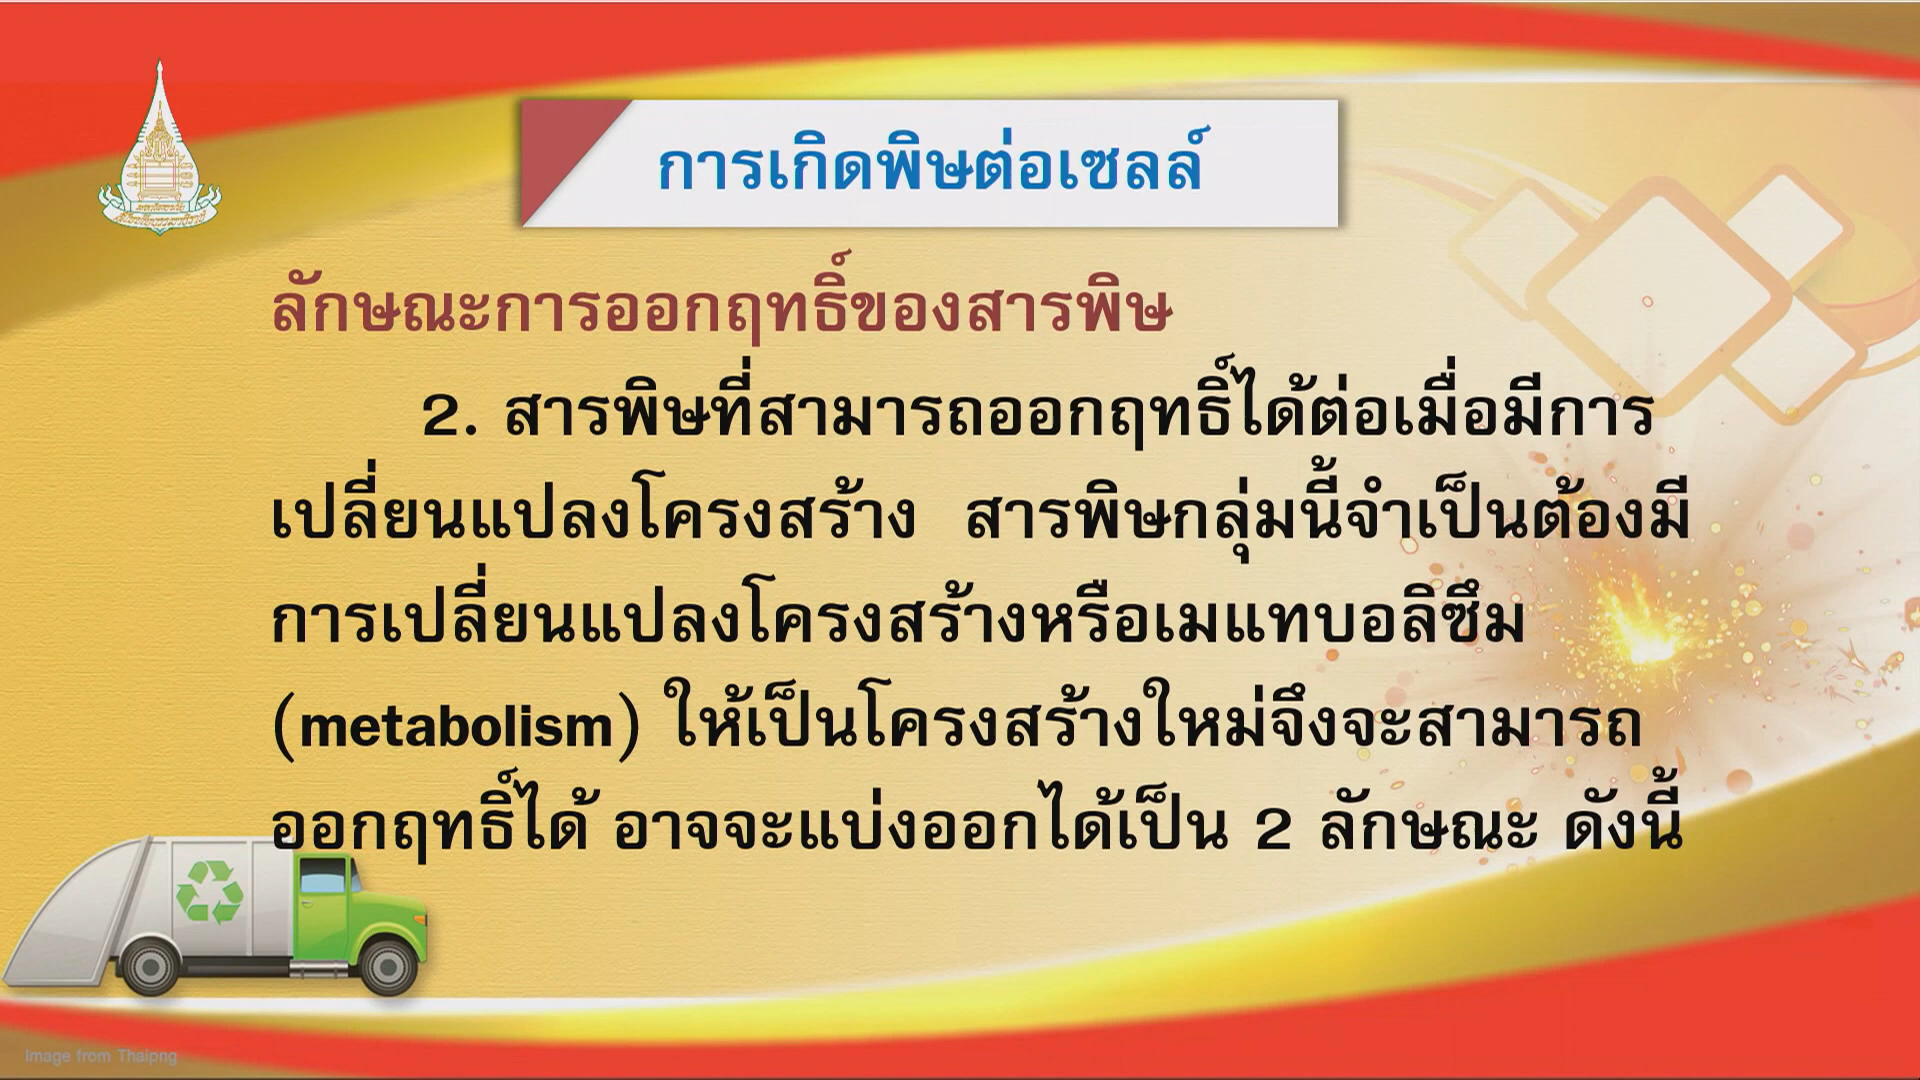 การเกิดพิษต่อเซลล์
ลักษณะการออกฤทธิ์ของสารพิษ
2. สารพิษที่สามารถออกฤทธิ์ได้ต่อเมื่อมีการ
เปลี่ยนแปลงโครงสร้าง สารพิษกลุ่มนี้จำเป็นต้องมี
การเปลี่ยนแปลงโครงสร้างหรือเมแทบอลิซึม
(metabolism) ให้เป็นโครงสร้างใหม่จึงจะสามารถ
ออกฤทธิ์ได้ อาจจะแบ่งออกได้เป็น 2 ลักษณะ ดังนี้
Image from Thaipng